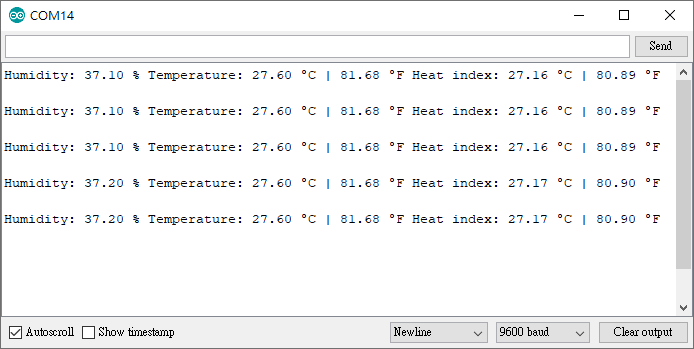 COM14
Send
Humidity: 37.10 % Temperature: 27.60 °C | 81.68 °F Heat index: 27.16 °C | 80.89 °F
Humidity: 37.10 % Temperature: 27.60 °C | 81.68 °F Heat index: 27.16 °C | 80.89 °F
Humidity: 37.10 % Temperature: 27.60 °C | 81.68 °F Heat index: 27.16 °C | 80.89 °F
Humidity: 37.20 % Temperature: 27.60 °C | 81.68 °F Heat index: 27.17 °C | 80.90 °F
Humidity: 37.20 % Temperature: 27.60 °C | 81.68 °F Heat index: 27.17 °C | 80.90 °F
Autoscroll Show timestamp Newline 9600 baud Clear output